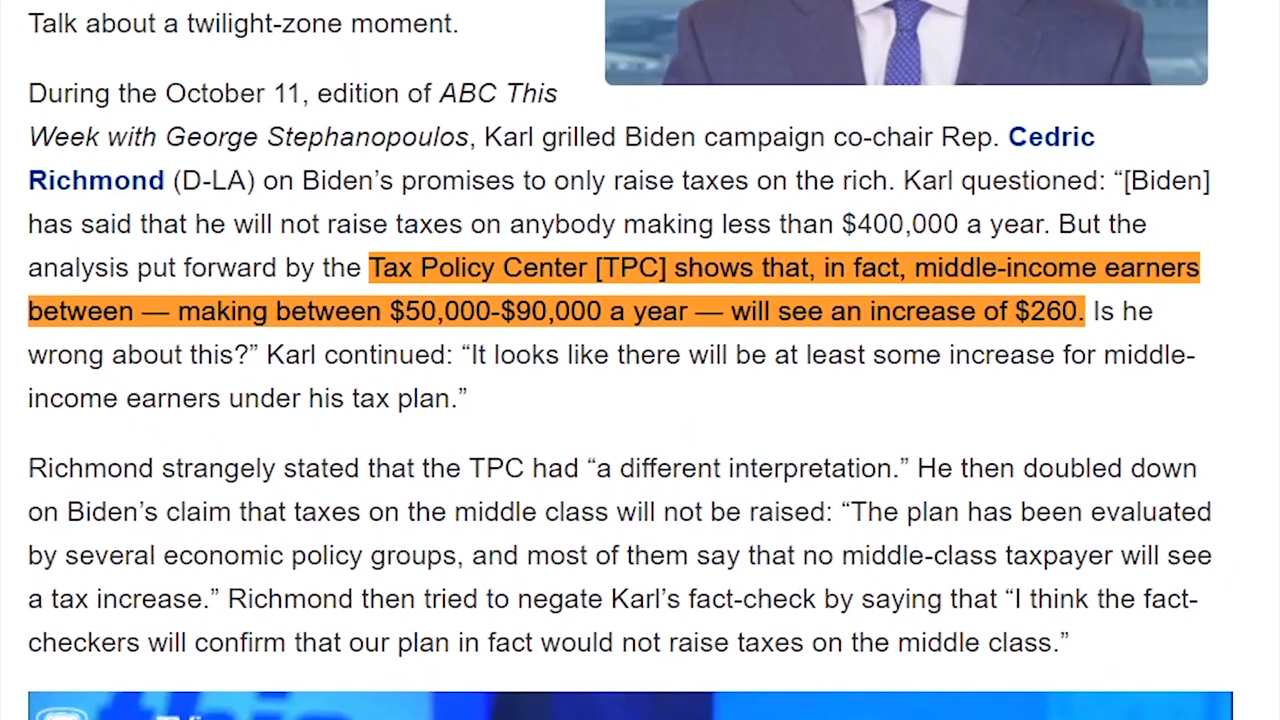 Talk about a twilight-zone moment.
During the October 11, edition of ABC This
Week with George Stephanopoulos, Karl grilled Biden campaign co-chair Rep. Cedric
Richmond (D-LA) on Biden’s promises to only raise taxes on the rich. Karl questioned: “[Biden]
has said that he will not raise taxes on anybody making less than $400,000 a year. But the
analysis put forward by the Tax Policy Center [TPC] shows that, in fact, middle-income earners
between — making between $50,000-$90,000 a year — will see an increase of $260. Is he
wrong about this?” Karl continued: “It looks like there will be at least some increase for middle-
income earners under his tax plan.”
Richmond strangely stated that the TPC had “a different interpretation.” He then doubled down
on Biden’s claim that taxes on the middle class will not be raised: “The plan has been evaluated
by several economic policy groups, and most of them say that no middle-class taxpayer will see
a tax increase.” Richmond then tried to negate Karl’s fact-check by saying that “I think the fact-
checkers will confirm that our plan in fact would not raise taxes on the middle class.”